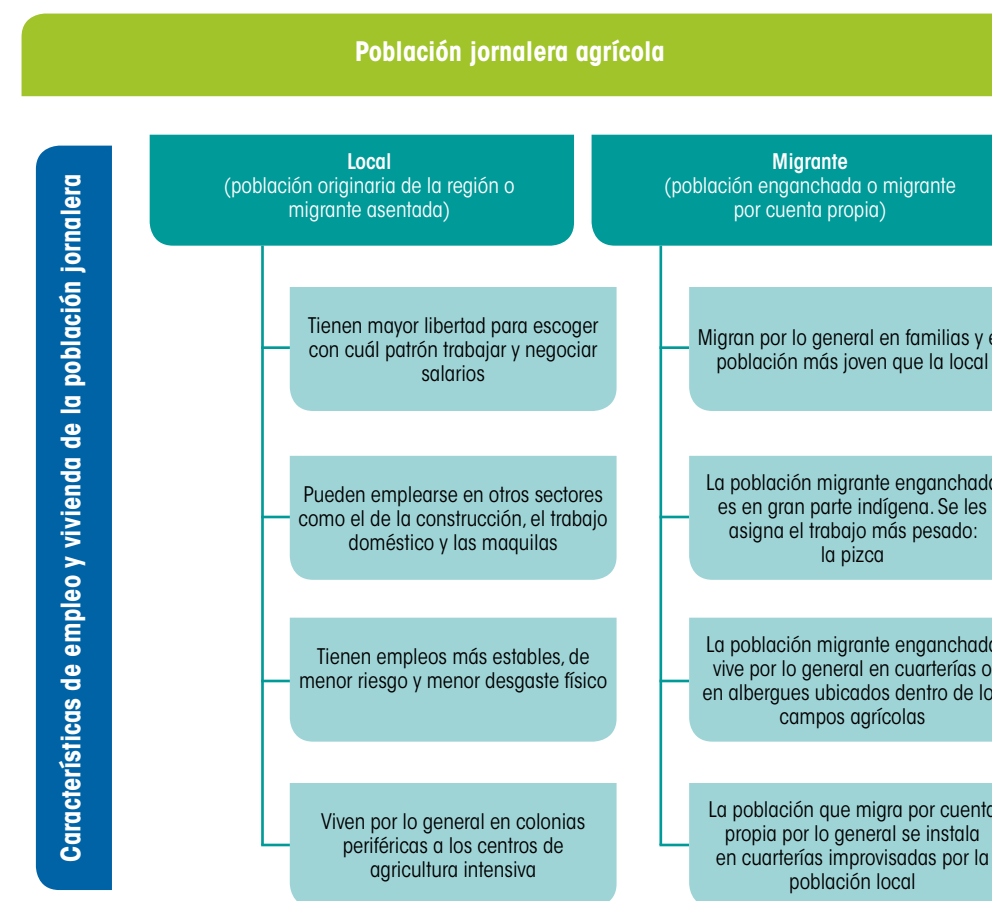 Población jornalera agrícola
Características de empleo y vivienda de la población jornalera
Local
(población originaria de la región o
migrante asentada)
Tienen mayor libertad para escoger
con cuál patrón trabajar y negociar
salarios
Pueden emplearse en otros sectores
como el de la construcción, el trabajo
doméstico y las maquilas
Tienen empleos más estables, de
menor riesgo y menor desgaste físico
Viven por lo general en colonias
periféricas a los centros de
agricultura intensiva
Migrante
(población enganchada o migrante
por cuenta propia)
Migran por lo general en familias y
población más joven que la local
La población migrante enganchada
es en gran parte indígena. Se les
asigna el trabajo más pesado:
la pizca
La población migrante enganchada
vive por lo general en cuarterías o
en albergues ubicados dentro de
campos agrícolas
La población que migra por cuenta
propia por lo general se instala
en cuarterías improvisadas por la
población local